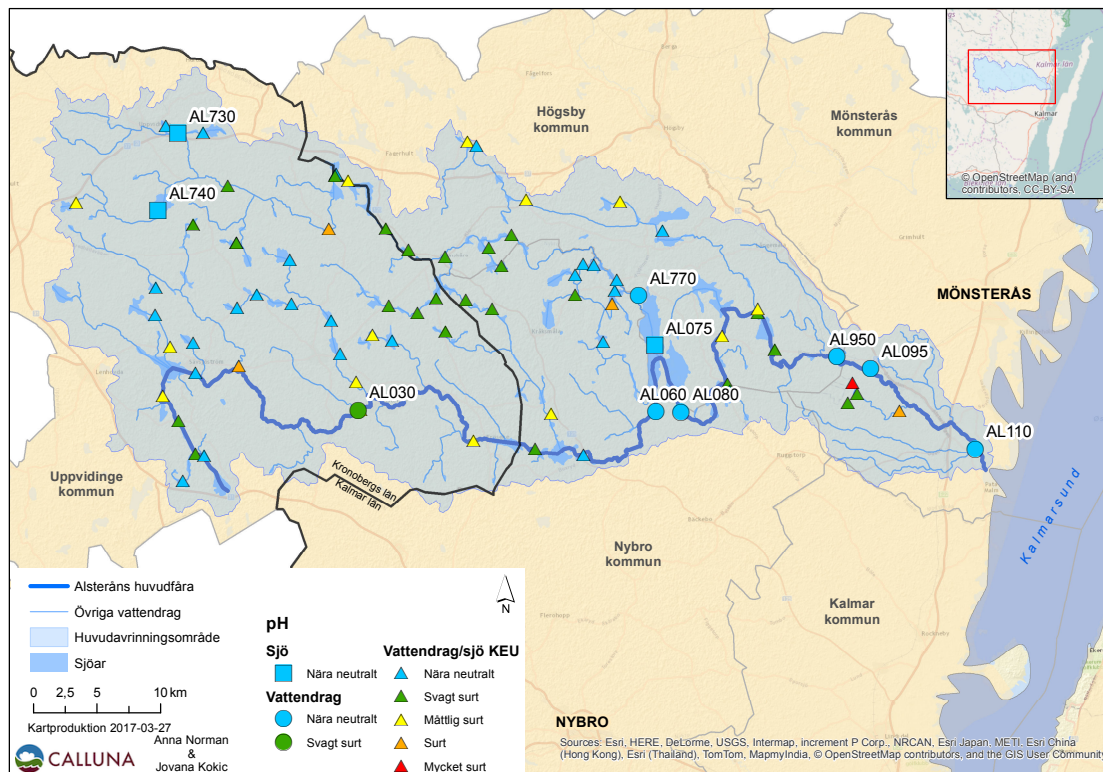 AL730
AL740
Högsby
kommun
Mönsterås
kommun
Kalmar län
Kalmar
© OpenStreetMap (and)
contributors, CC-BY-SA
AL770
AL075
MÖNSTERÅS
AL950
AL095
AL030
AL060
AL080
AL110
Uppvidinge
kommun
Kronobergs län
Kalmar län
Nybro
kommun
Kalmar
kommun
Kalmarsund
NYBRO
Alsteråns huvudfåra
Övriga vattendrag
Huvudavrinningsområde
Sjöar
0 2,5 5 10 km
Kartproduktion 2017-03-27
CALLUNA
Anna Norman
&
Jovana Kokic
N
pH
Sjö
Nära neutralt
Vattendrag
Nära neutralt
Svagt surt
Vattendrag/sjö KEU
Nära neutralt
Svagt surt
Måttlig surt
Surt
Mycket surt
Sources: Esri, HERE, DeLorme, USGS, Intermap, increment P Corp., NRCAN, Esri Japan, METI, Esri China
(Hong Kong), Esri (Thailand), TomTom, MapmyIndia, © OpenStreetMap contributors, and the GIS User Community